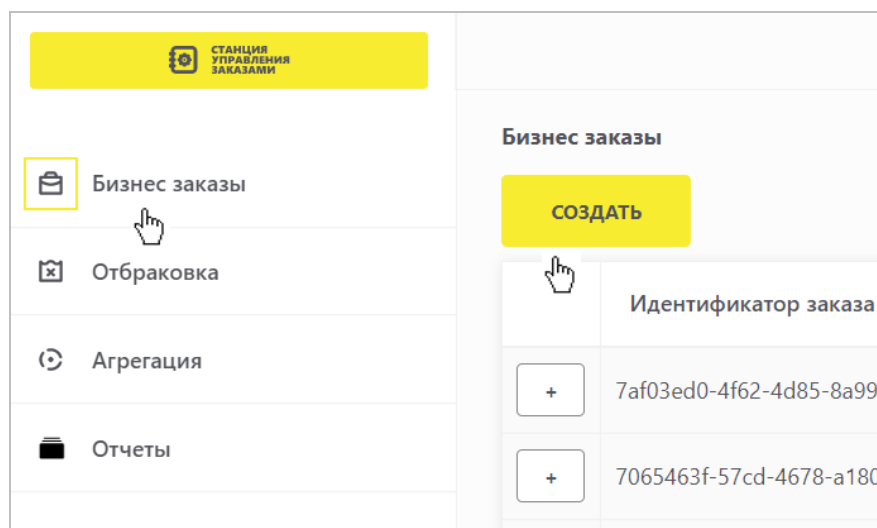 СТАНЦИЯ
УПРАВЛЕНИЯ
ЗАКАЗАМИ
Бизнес заказы
Отбраковка
Агрегация
Отчеты
Бизнес заказы
СОЗДАТЬ
Идентификатор заказа
+ 7af03ed0-4f62-4d85-8a99
+ 7065463f-57cd-4678-a180